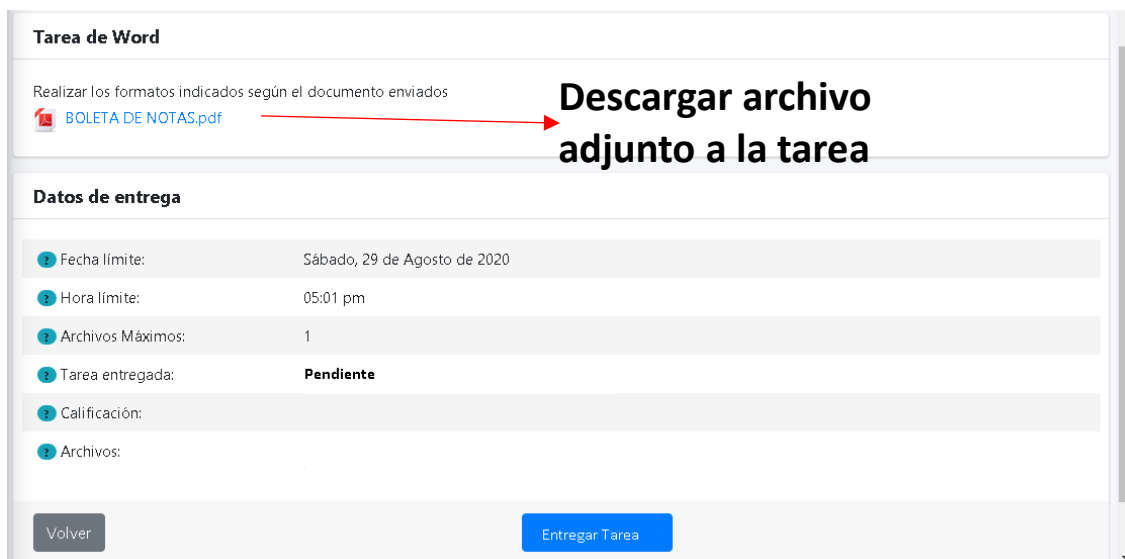 Tarea de Word
Realizar los formatos indicados según el documento enviados
BOLETA DE NOTAS.pdf
Descargar archivo
adjunto a la tarea
Datos de entrega
? Fecha límite: Sábado, 29 de Agosto de 2020
? Hora límite: 05:01 pm
? Archivos Máximos: 1
? Tarea entregada: Pendiente
? Calificación:
? Archivos:
Volver Entregar Tarea